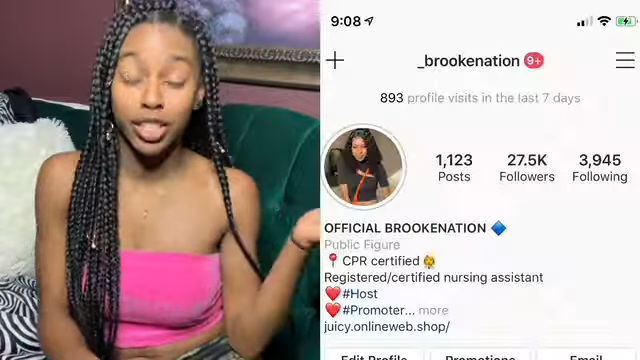 9:08
_brookenation 9+
893 profile visits in the last 7 days
1,123 27.5K 3,945
Posts Followers Following
OFFICIAL BROOKENATION 🔷
Public Figure
📍CPR certified👩‍⚕️
Registered/certified nursing assistant
❤️#Host
❤️#Promoter... more
juicy.onlineweb.shop/
Edit Profile Promotions Email